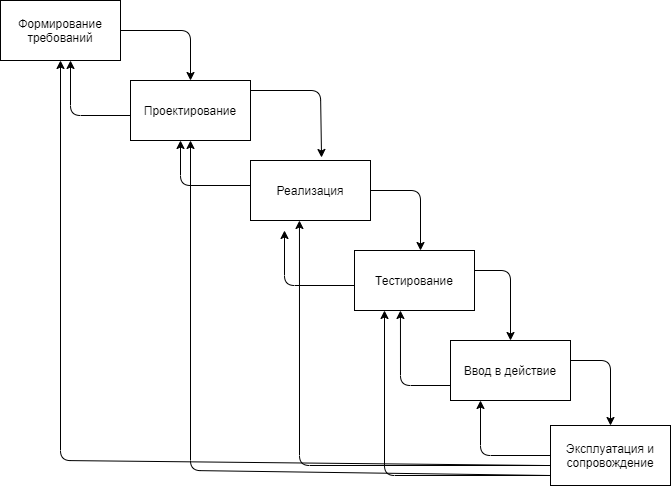 Формирование
требований
Проектирование
Реализация
Тестирование
Ввод в действие
Эксплуатация и
сопровождение